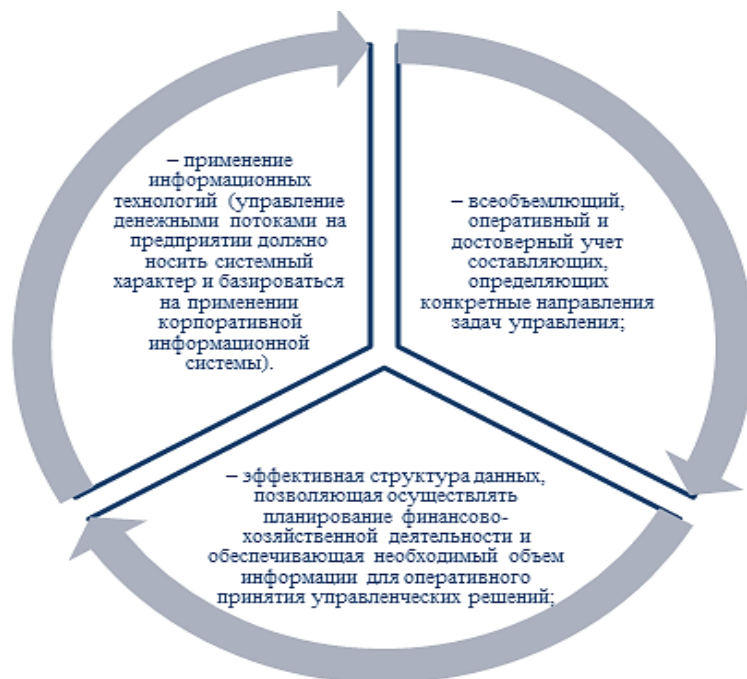 – всеобъемлющий,
оперативный и
достоверный учет
составляющих,
определяющих
конкретные направления
задач управления;
– эффективная структура данных,
позволяющая осуществлять
планирование финансово-
хозяйственной деятельности и
обеспечивающая необходимый объем
информации для оперативного
принятия управленческих решений;
– применение
информационных
технологий (управление
денежными потоками на
предприятии должно
носить системный
характер и базироваться
на применении
корпоративной
информационной
системы).